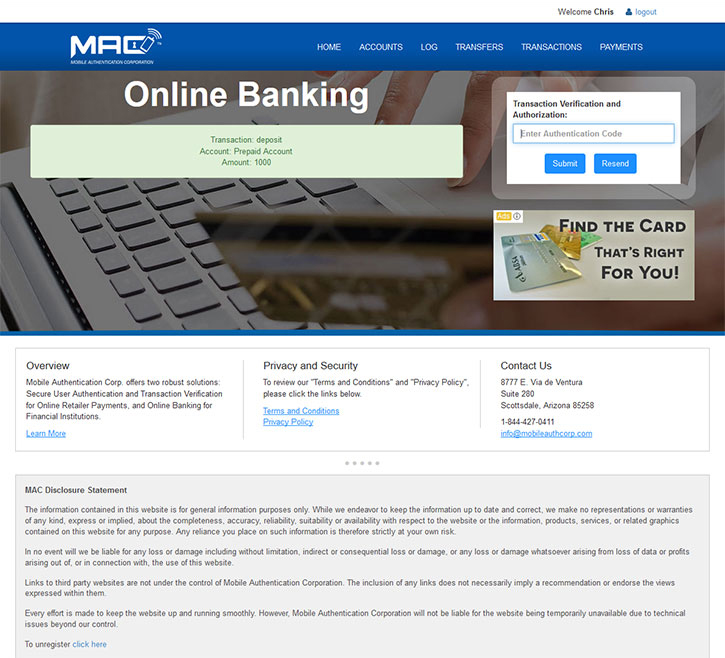 Welcome Chris logout
MAC TM
MOBILE AUTHENTICATION CORPORATION
HOME ACCOUNTS LOG TRANSFERS TRANSACTIONS PAYMENTS
Online Banking
Transaction: deposit
Account: Prepaid Account
Amount: 1000
Transaction Verification and
Authorization:
Enter Authentication Code
Submit Resend
Ads
FIND THE CARD
THAT'S RIGHT
FOR YOU!
Overview
Mobile Authentication Corp. offers two robust solutions:
Secure User Authentication and Transaction Verification
for Online Retailer Payments, and Online Banking for
Financial Institutions.
Learn More
Privacy and Security
To review our "Terms and Conditions" and "Privacy Policy",
please click the links below.
Terms and Conditions
Privacy Policy
Contact Us
8777 E. Via de Ventura
Suite 280
Scottsdale, Arizona 85258
1-844-427-0411
info@mobileauthcorp.com
MAC Disclosure Statement
The information contained in this website is for general information purposes only. While we endeavor to keep the information up to date and correct, we make no representations or warranties
of any kind, express or implied, about the completeness, accuracy, reliability, suitability or availability with respect to the website or the information, products, services, or related graphics
contained on this website for any purpose. Any reliance you place on such information is therefore strictly at your own risk.
In no event will we be liable for any loss or damage including without limitation, indirect or consequential loss or damage, or any loss or damage whatsoever arising from loss of data or profits
arising out of, or in connection with, the use of this website.
Links to third party websites are not under the control of Mobile Authentication Corporation. The inclusion of any links does not necessarily imply a recommendation or endorse the views
expressed within them.
Every effort is made to keep the website up and running smoothly. However, Mobile Authentication Corporation will not be liable for the website being temporarily unavailable due to technical
issues beyond our control.
To unregister click here